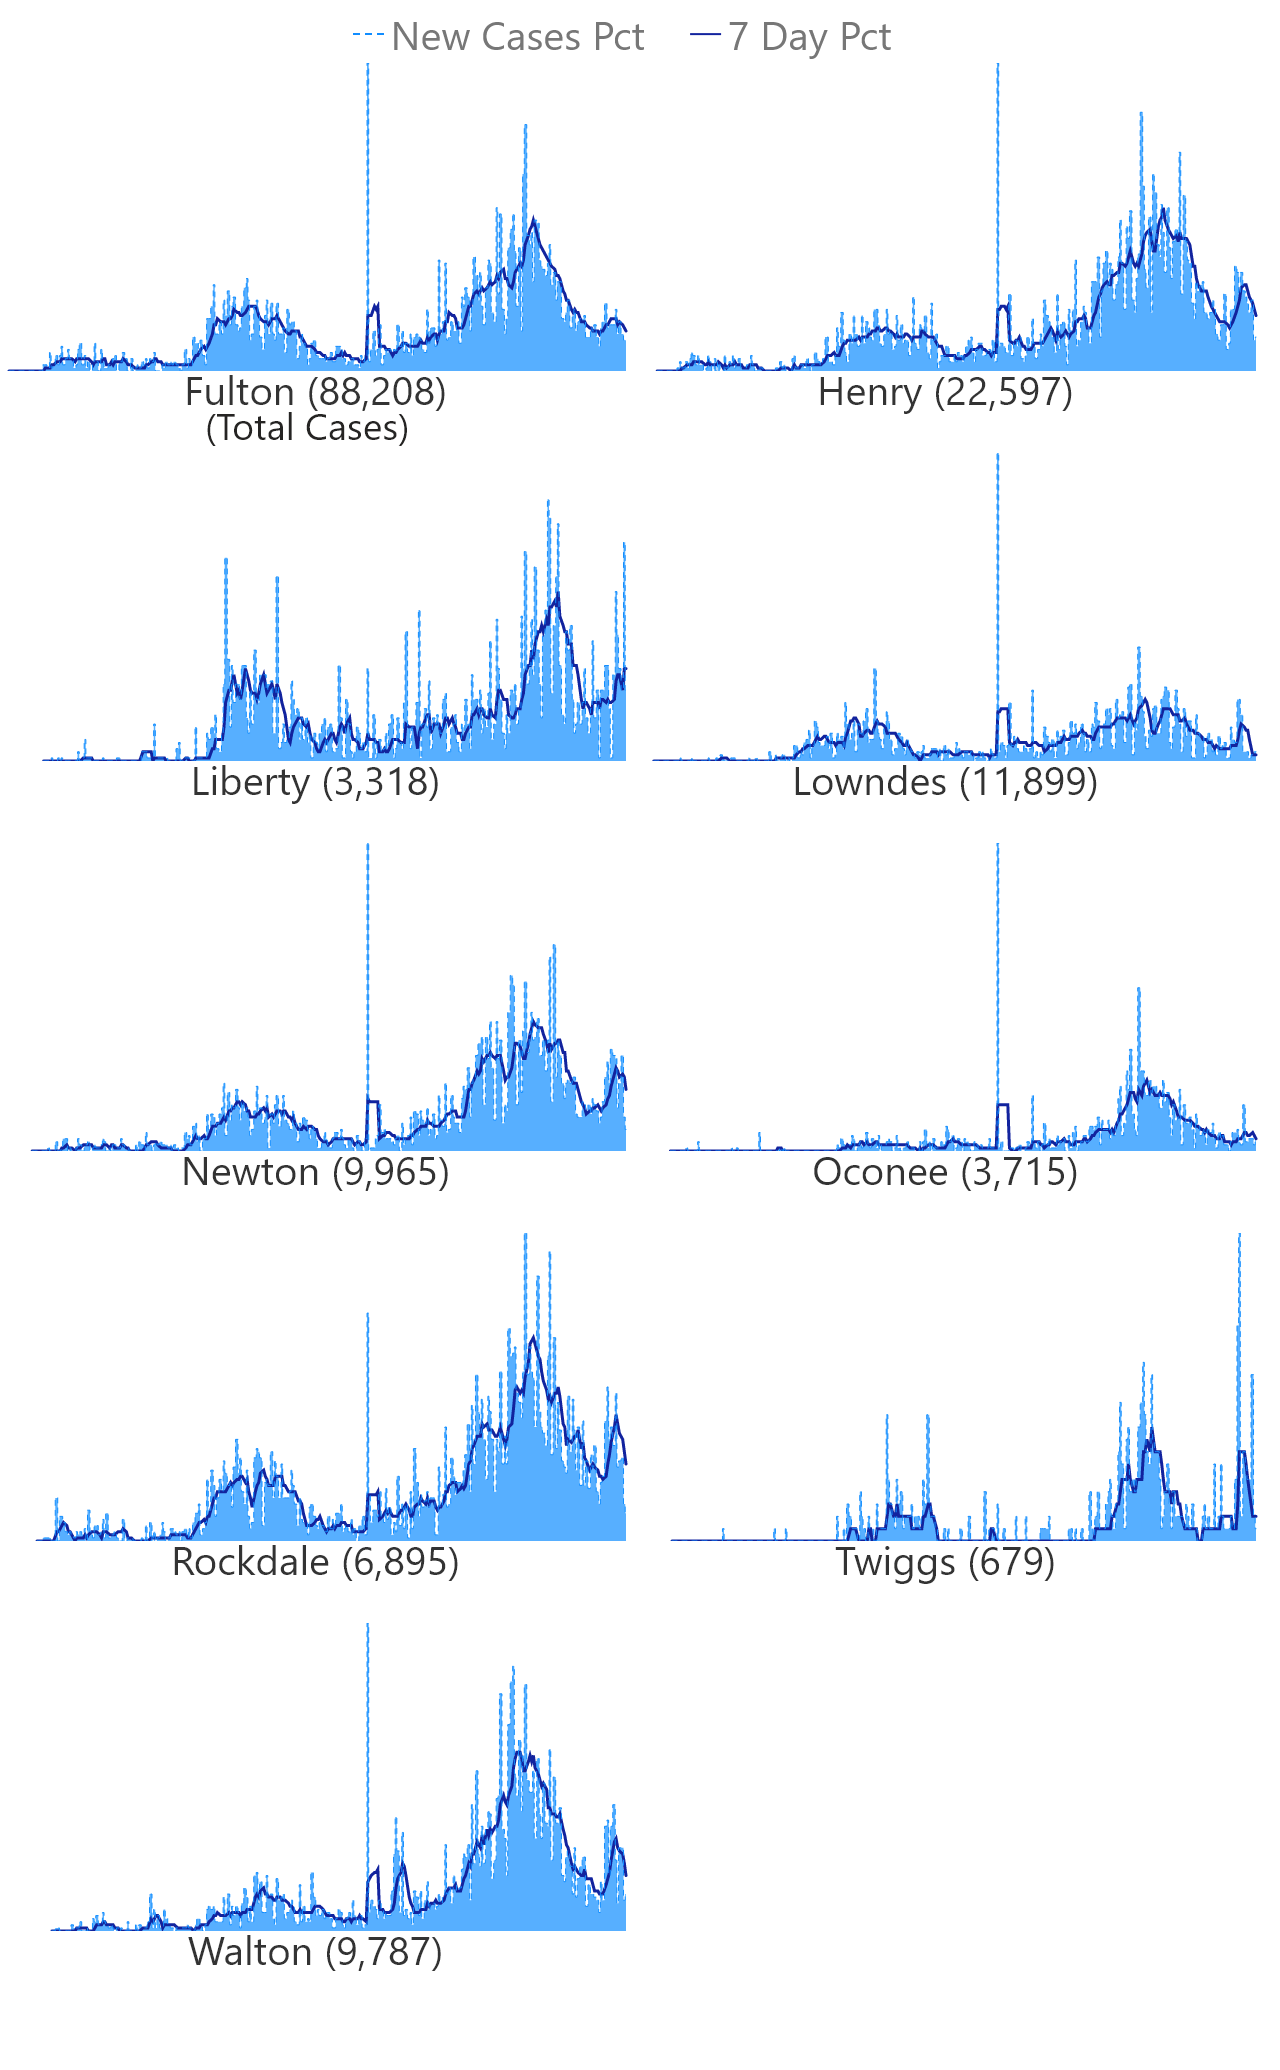 New Cases Pct 7 Day Pct
Fulton (88,208) Henry (22,597)
(Total Cases)
Liberty (3,318) Lowndes (11,899)
Newton (9,965) Oconee (3,715)
Rockdale (6,895) Twiggs (679)
Walton (9,787)